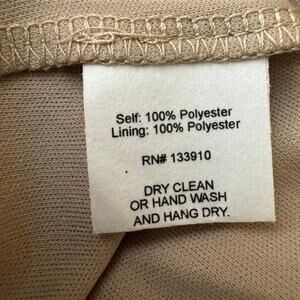 Self: 100% Polyester
Lining: 100% Polyester
RN# 133910
DRY CLEAN
OR HAND WASH
AND HANG DRY.